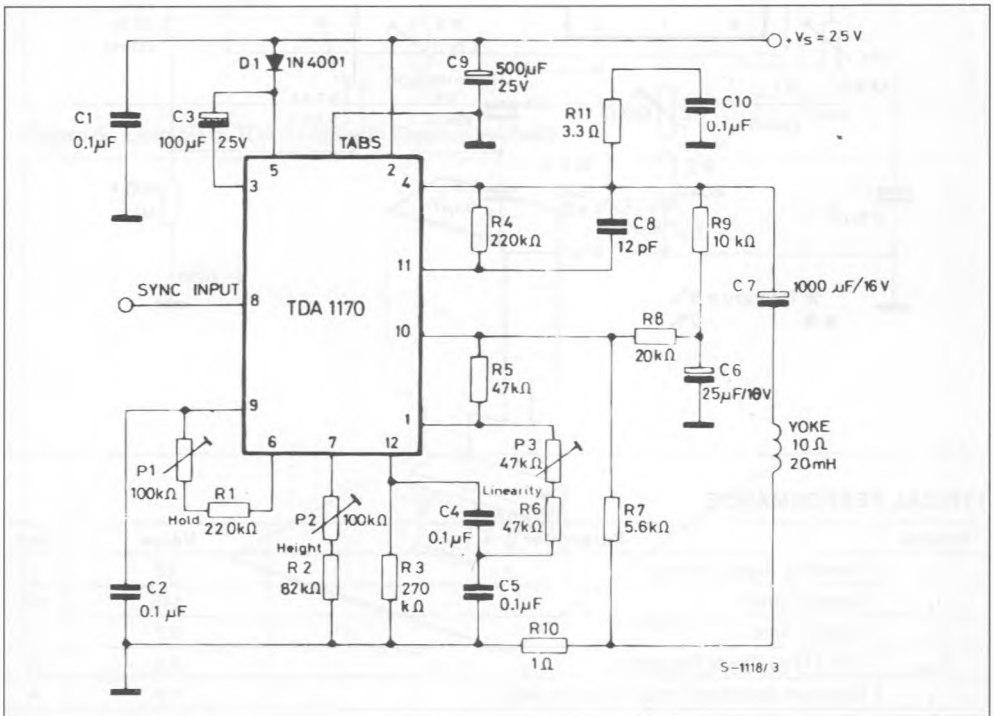 + VS = 25 V
D1 1N4001
C9 500µF
25V
C1
0.1µF
C3
100µF 25V
R11
3.3 Ω
C10
0.1µF
TABS
5
2
3
4
R4
220kΩ
C8
12 pF
R9
10 kΩ
11
C7 1000 µF/16V
SYNC INPUT
8
TDA 1170
10
R8
20kΩ
R5
47kΩ
C6
25µF/10V
9
1
YOKE
10 Ω
20mH
6
7
12
P1
100kΩ
R1
220kΩ
Hold
P2
100kΩ
Height
R2
82kΩ
R3
270
kΩ
C4
0.1µF
C5
0.1µF
P3
47kΩ
Linearity
R6
47kΩ
R7
5.6kΩ
C2
0.1µF
R10
1Ω
S-1118/3